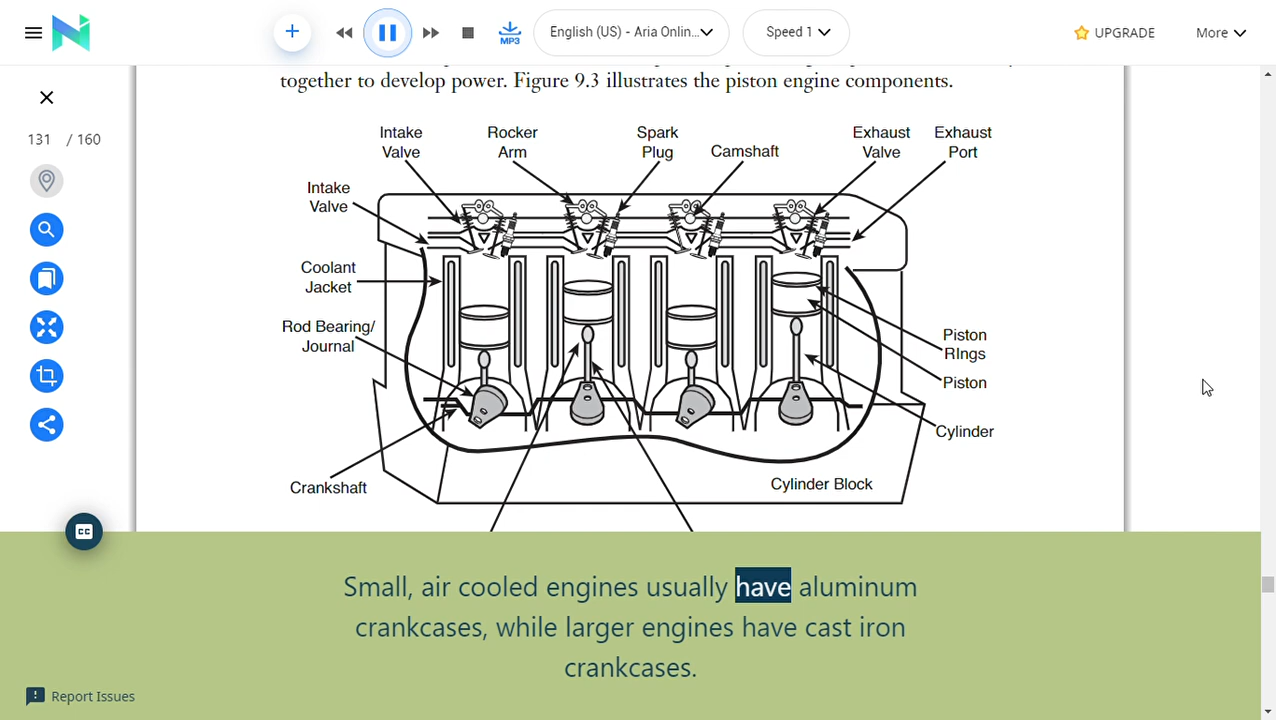 MP3
English (US) - Aria Onlin...
Speed 1
UPGRADE
More
together to develop power. Figure 9.3 illustrates the piston engine components.
131 / 160
Intake
Valve
Rocker
Arm
Spark
Plug
Camshaft
Exhaust
Valve
Exhaust
Port
Intake
Valve
Coolant
Jacket
Rod Bearing/
Journal
Piston
RIngs
Piston
Cylinder
Crankshaft
Cylinder Block
CC
Small, air cooled engines usually have aluminum
crankcases, while larger engines have cast iron
crankcases.
Report Issues